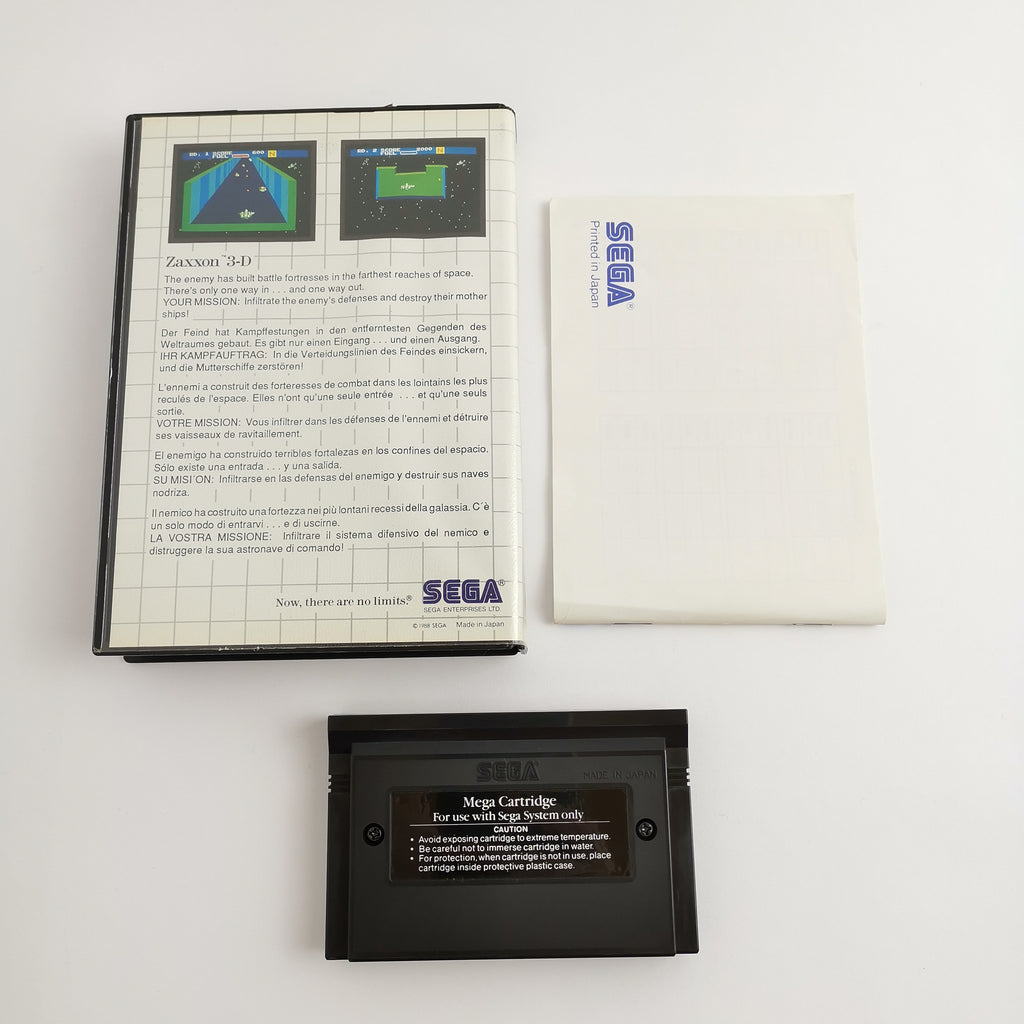 RD. 1 SCORE 600 N
FUEL
RD. 2 SCORE 2000 N
FUEL
Zaxxon™ 3-D
The enemy has built battle fortresses in the farthest reaches of space.
There's only one way in . . . and one way out.
YOUR MISSION: Infiltrate the enemy's defenses and destroy their mother
ships!
Der Feind hat Kampffestungen in den entferntesten Gegenden des
Weltraumes gebaut. Es gibt nur einen Eingang . . . und einen Ausgang.
IHR KAMPFAUFTRAG: In die Verteidungslinien des Feindes einsickern,
und die Mutterschiffe zerstören!
L'ennemi a construit des forteresses de combat dans les lointains les plus
reculés de l'espace. Elles n'ont qu'une seule entrée . . . et qu'une seuls
sortie.
VOTRE MISSION: Vous infiltrer dans les défenses de l'ennemi et détruire
ses vaisseaux de ravitaillement.
El enemigo ha construido terribles fortalezas en los confines del espacio.
Sólo existe una entrada . . . y una salida.
SU MISI´ON: Infiltrarse en las defensas del enemigo y destruir sus naves
nodriza.
Il nemico ha costruito una fortezza nei più lontani recessi della galassia. C´è
un solo modo di entrarvi . . . e di uscirne.
LA VOSTRA MISSIONE: Infiltrare il sistema difensivo del nemico e
distruggere la sua astronave di comando!
Now, there are no limits.® SEGA®
SEGA ENTERPRISES LTD.
© 1988 SEGA Made in Japan
SEGA®
Printed in Japan
SEGA
MADE IN JAPAN
Mega Cartridge
For use with Sega System only
CAUTION
• Avoid exposing cartridge to extreme temperature.
• Be careful not to immerse cartridge in water.
• For protection, when cartridge is not in use, place
cartridge inside protective plastic case.